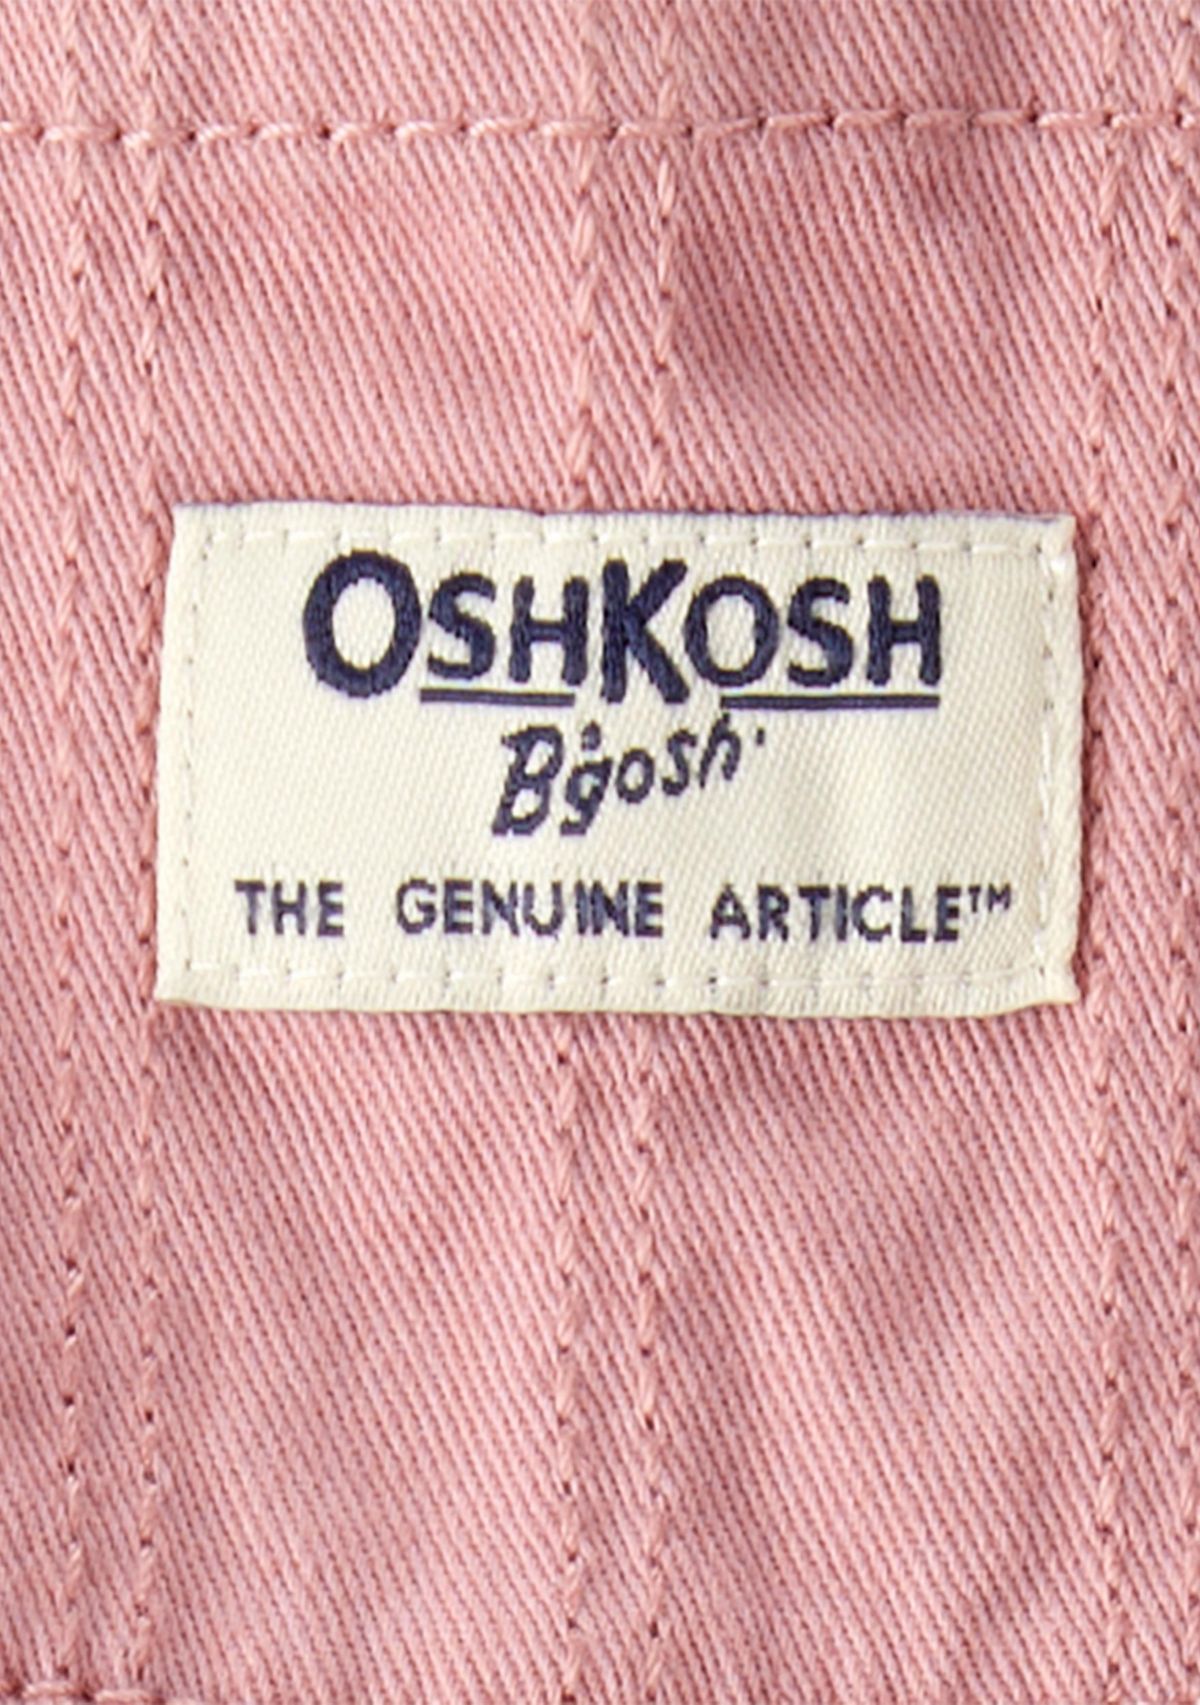 OSHKOSH
B'gosh
THE GENUINE ARTICLE™